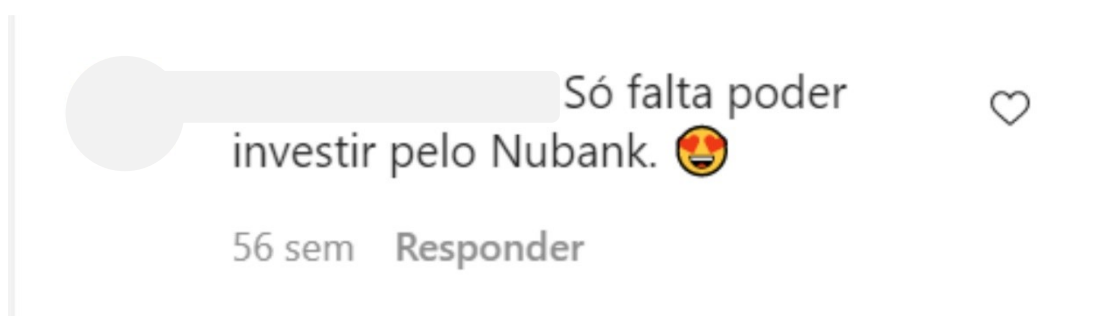 Só falta poder
investir pelo Nubank. 😍
56 sem Responder